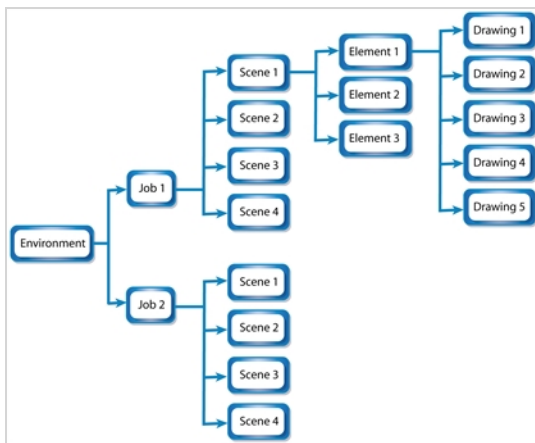 Environment
Job 1
Scene 1
Element 1
Drawing 1
Drawing 2
Drawing 3
Drawing 4
Drawing 5
Element 2
Element 3
Scene 2
Scene 3
Scene 4
Job 2
Scene 1
Scene 2
Scene 3
Scene 4